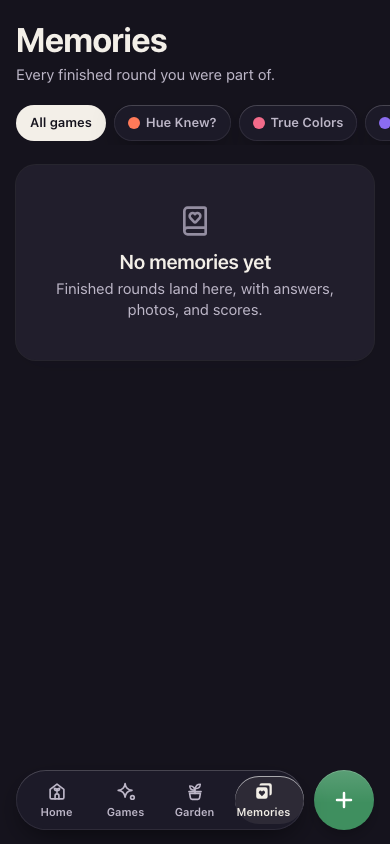 Memories
Every finished round you were part of.
All games
Hue Knew?
True Colors
No memories yet
Finished rounds land here, with answers,
photos, and scores.
Home
Games
Garden
Memories